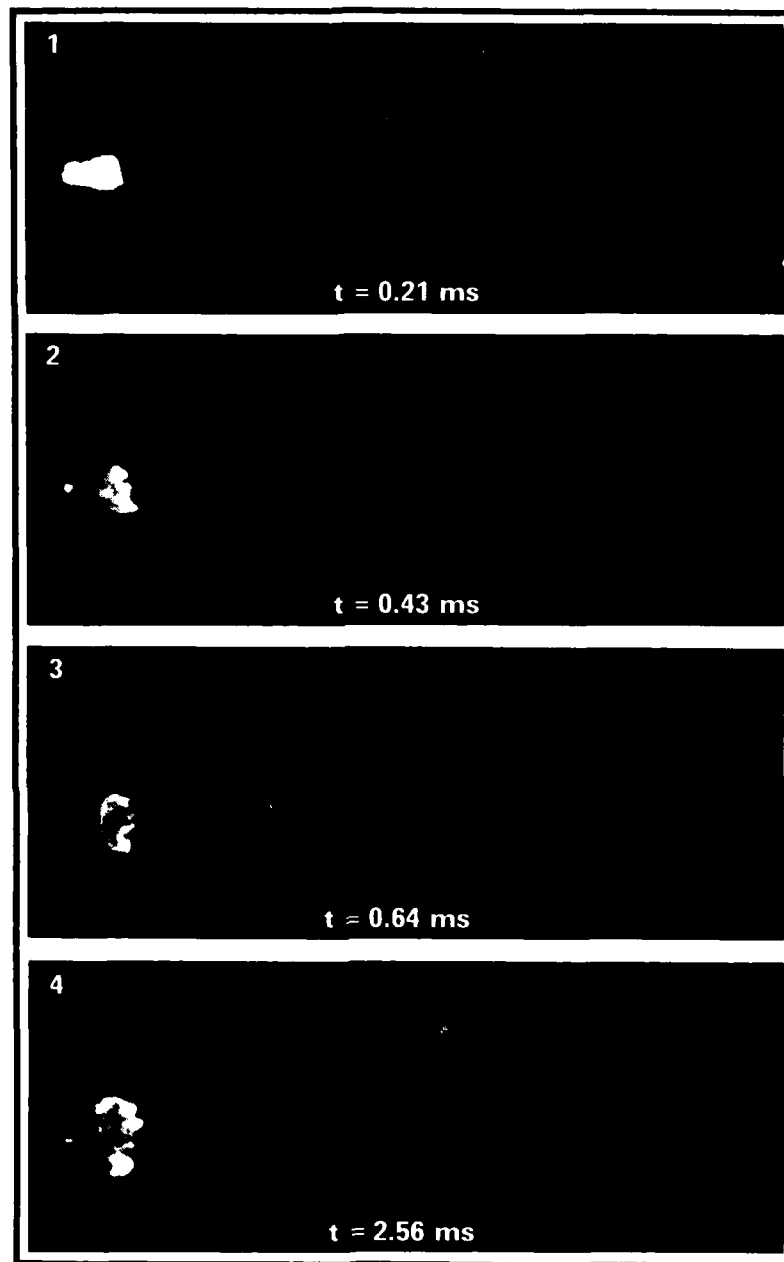 1
t = 0.21 ms
2
t = 0.43 ms
3
t = 0.64 ms
4
t = 2.56 ms